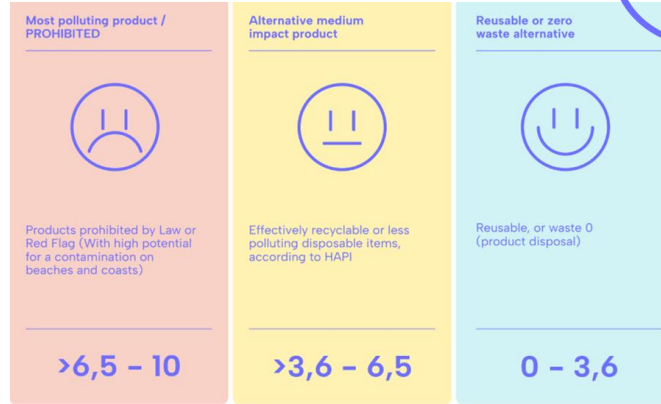 Most polluting product /
PROHIBITED
Products prohibited by Law or
Red Flag (With high potential
for a contamination on
beaches and coasts)
>6,5 - 10
Alternative medium
impact product
Effectively recyclable or less
polluting disposable items,
according to HAPI
>3,6 - 6,5
Reusable or zero
waste alternative
Reusable, or waste 0
(product disposal)
0 - 3,6